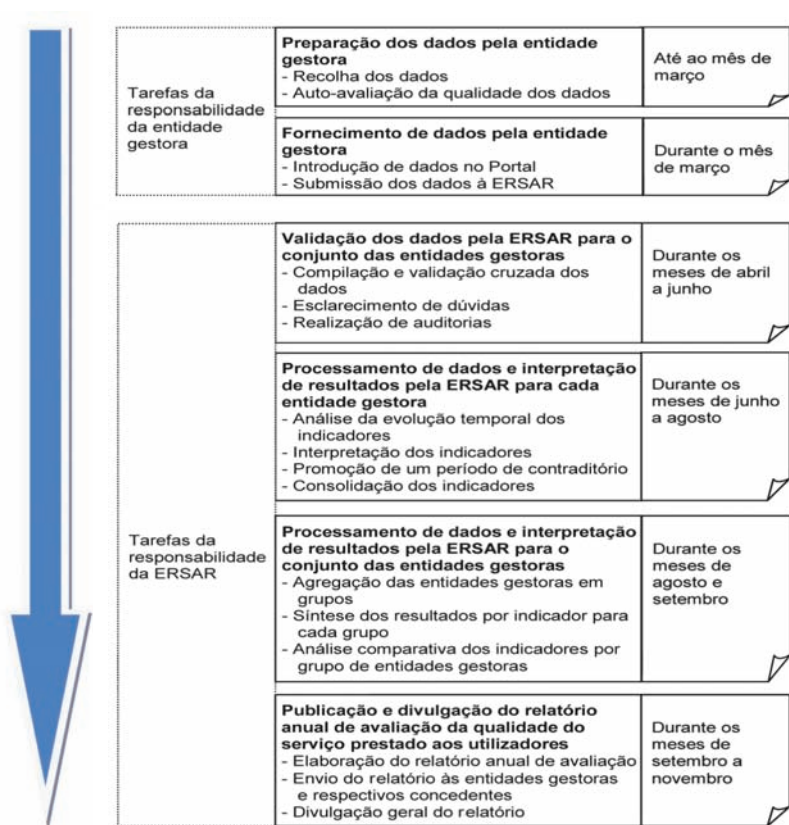 Tarefas da
responsabilidade
da entidade
gestora
Preparação dos dados pela entidade
gestora
- Recolha dos dados
- Auto-avaliação da qualidade dos dados
Até ao mês de
março
Fornecimento de dados pela entidade
gestora
- Introdução de dados no Portal
- Submissão dos dados à ERSAR
Durante o mês
de março
Tarefas da
responsabilidade
da ERSAR
Validação dos dados pela ERSAR para o
conjunto das entidades gestoras
- Compilação e validação cruzada dos
dados
- Esclarecimento de dúvidas
- Realização de auditorias
Durante os
meses de abril
a junho
Processamento de dados e interpretação
de resultados pela ERSAR para cada
entidade gestora
- Análise da evolução temporal dos
indicadores
- Interpretação dos indicadores
- Promoção de um período de contraditório
- Consolidação dos indicadores
Durante os
meses de junho
a agosto
Processamento de dados e interpretação
de resultados pela ERSAR para o
conjunto das entidades gestoras
- Agregação das entidades gestoras em
grupos
- Síntese dos resultados por indicador para
cada grupo
- Análise comparativa dos indicadores por
grupo de entidades gestoras
Durante os
meses de
agosto e
setembro
Publicação e divulgação do relatório
anual de avaliação da qualidade do
serviço prestado aos utilizadores
- Elaboração do relatório anual de avaliação
- Envio do relatório às entidades gestoras
e respectivos concedentes
- Divulgação geral do relatório
Durante os
meses de
setembro a
novembro